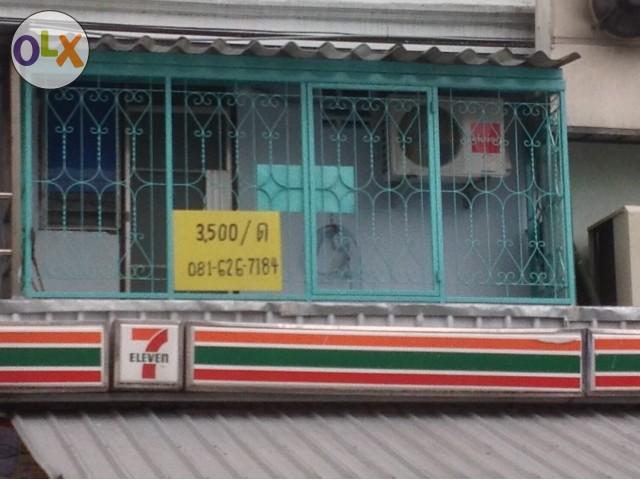 OLX
3,500/ด
081-626-7184
7
ELEVEN